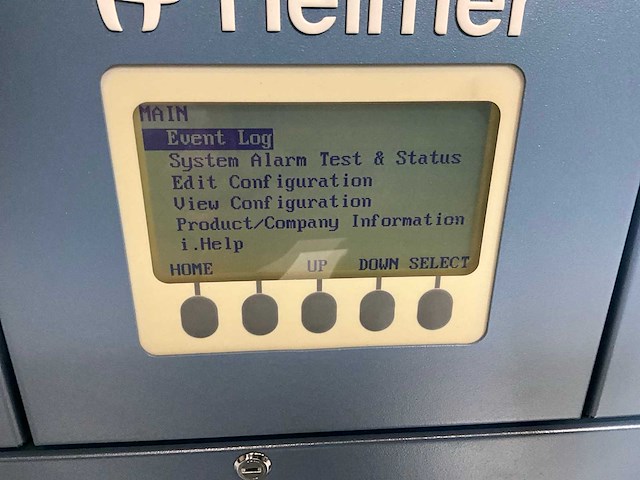 Helmer
MAIN
Event Log
System Alarm Test & Status
Edit Configuration
View Configuration
Product/Company Information
i.Help
HOME UP DOWN SELECT